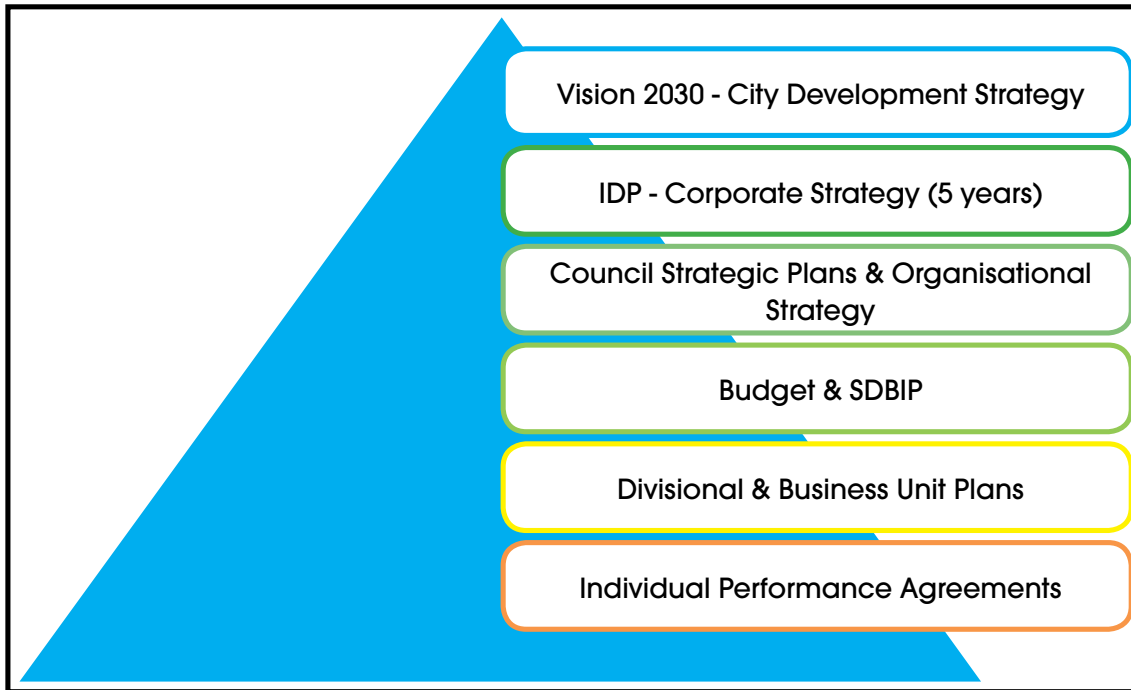 Vision 2030 - City Development Strategy
IDP - Corporate Strategy (5 years)
Council Strategic Plans & Organisational
Strategy
Budget & SDBIP
Divisional & Business Unit Plans
Individual Performance Agreements